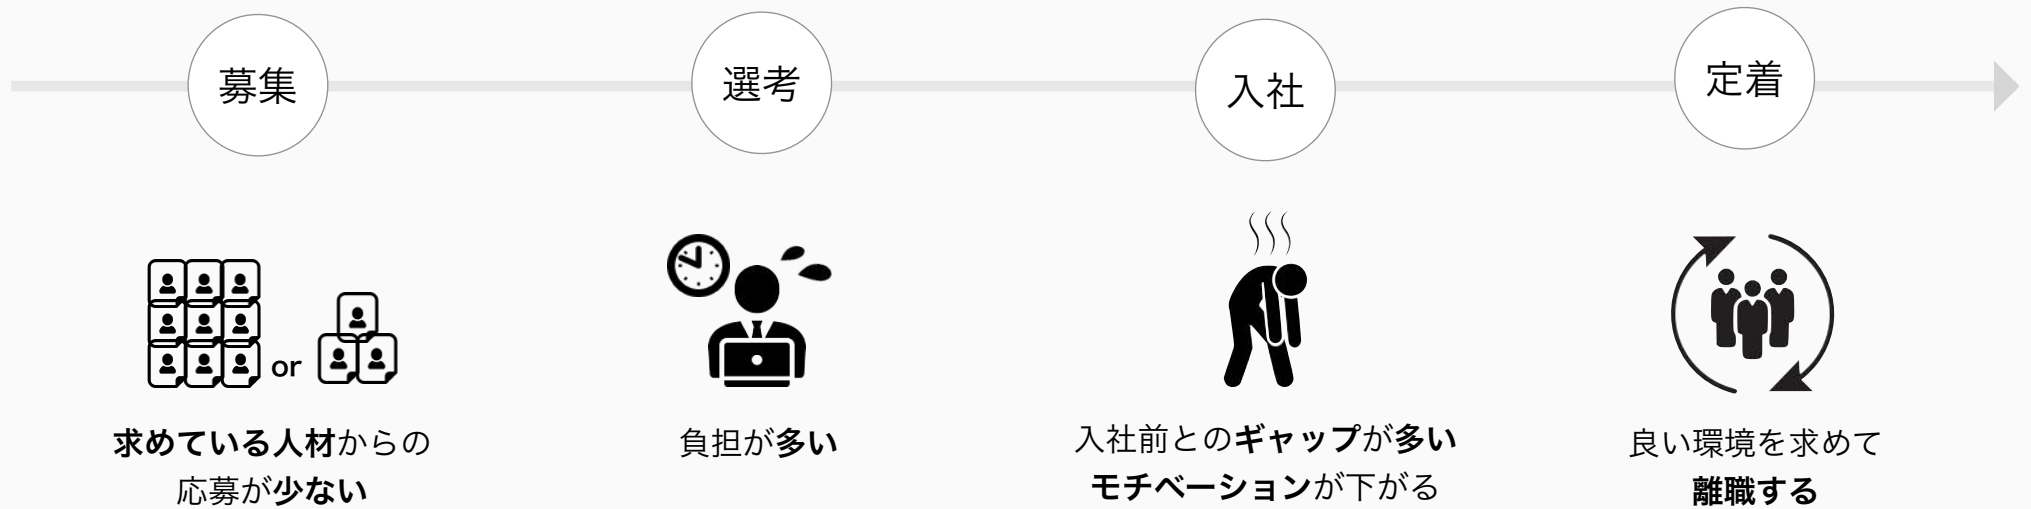 募集
選考
入社
定着
or
求めている人材からの
応募が少ない
負担が多い
入社前とのギャップが多い
モチベーションが下がる
良い環境を求めて
離職する